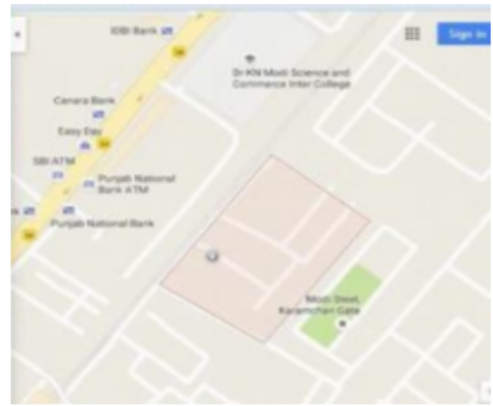 IDBI Bank
Sign in
Dr KN Modi Science and
Commerce Inter College
Canara Bank
Easy Day
SBI ATM
Punjab National
Bank ATM
Punjab National Bank
Modi Steel,
Karamchari Gate